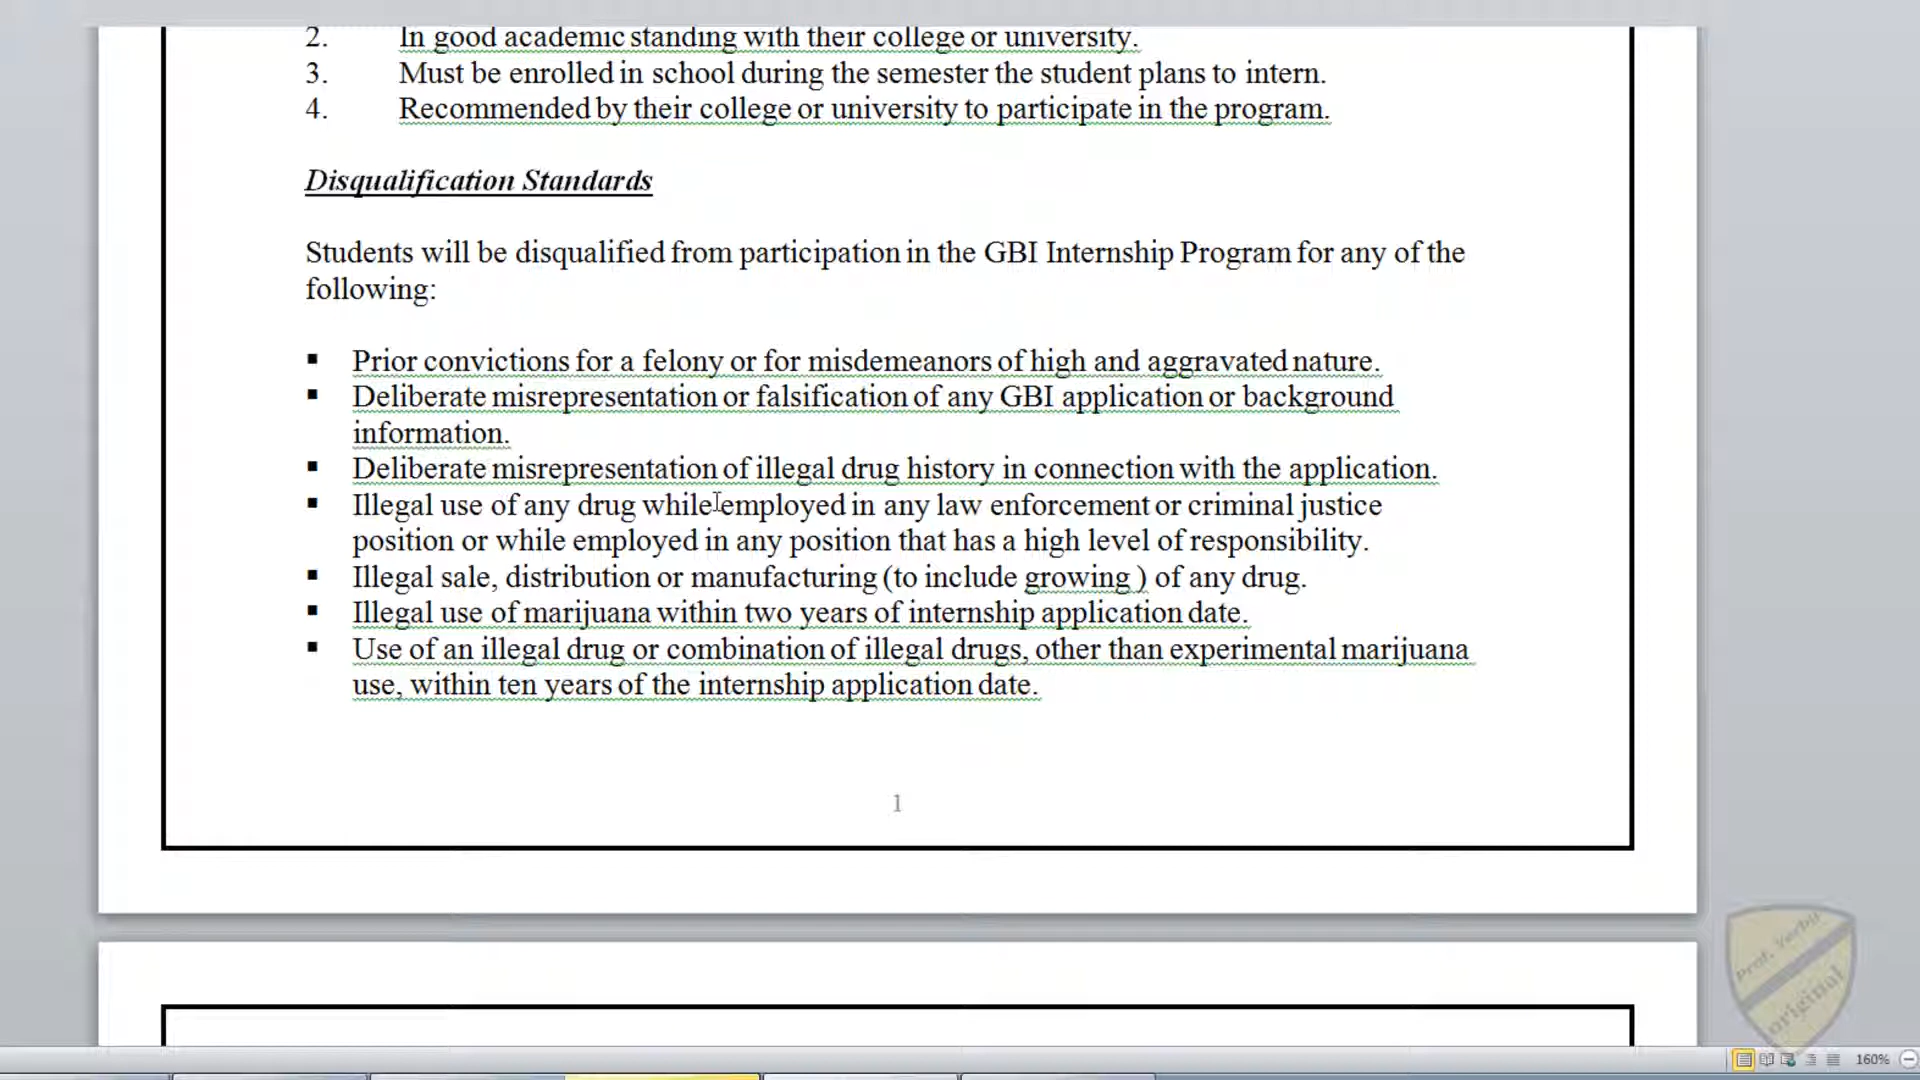 2. In good academic standing with their college or university.
3. Must be enrolled in school during the semester the student plans to intern.
4. Recommended by their college or university to participate in the program.
Disqualification Standards
Students will be disqualified from participation in the GBI Internship Program for any of the
following:
▪ Prior convictions for a felony or for misdemeanors of high and aggravated nature.
▪ Deliberate misrepresentation or falsification of any GBI application or background
information.
▪ Deliberate misrepresentation of illegal drug history in connection with the application.
▪ Illegal use of any drug while employed in any law enforcement or criminal justice
position or while employed in any position that has a high level of responsibility.
▪ Illegal sale, distribution or manufacturing (to include growing ) of any drug.
▪ Illegal use of marijuana within two years of internship application date.
▪ Use of an illegal drug or combination of illegal drugs, other than experimental marijuana
use, within ten years of the internship application date.
1
Prof. Yerby
original
160%